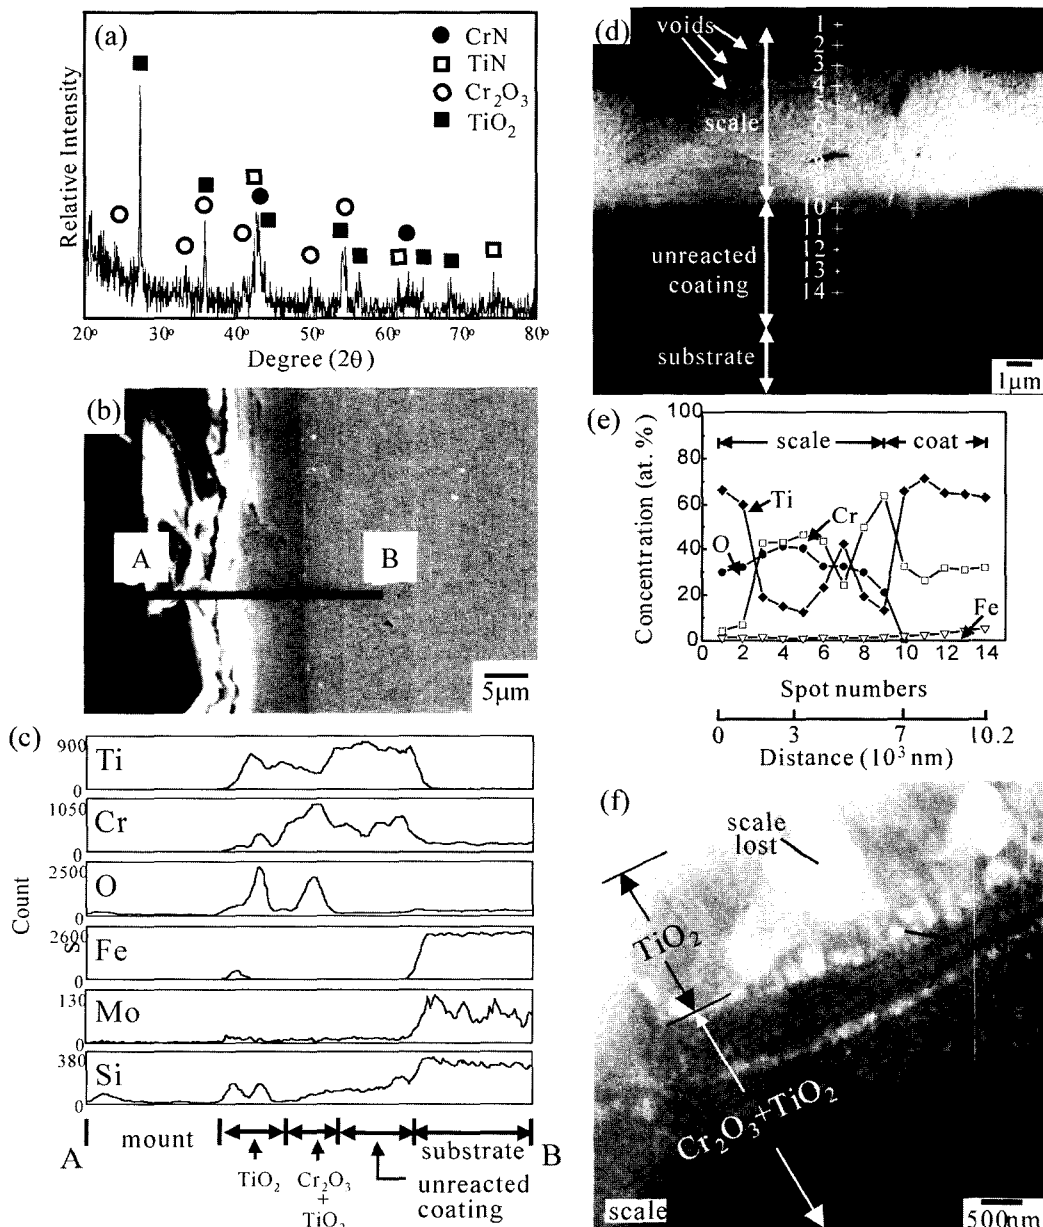 (a)
CrN
TiN
Cr₂O₃
TiO₂
Relative Intensity
20° 30° 40° 50° 60° 70° 80°
Degree (2θ)
(b)
A
B
5μm
(c)
Count
s
Ti
900
0
Cr
1050
0
O
2500
0
Fe
2600
0
Mo
130
0
Si
380
0
A
mount
TiO₂
Cr₂O₃
+
TiO₂
substrate
unreacted
coating
B
(d)
voids
scale
unreacted
coating
substrate
1
2
3
4
5
6
10
11
12
13
14
1μm
(e)
Concentration (at. %)
100
80
60
40
20
0
scale
coat
Ti
Cr
O
Fe
0 2 4 6 8 10 12 14
Spot numbers
0 3 7 10.2
Distance (10³ nm)
(f)
scale
lost
TiO₂
Cr₂O₃+TiO₂
scale
500nm